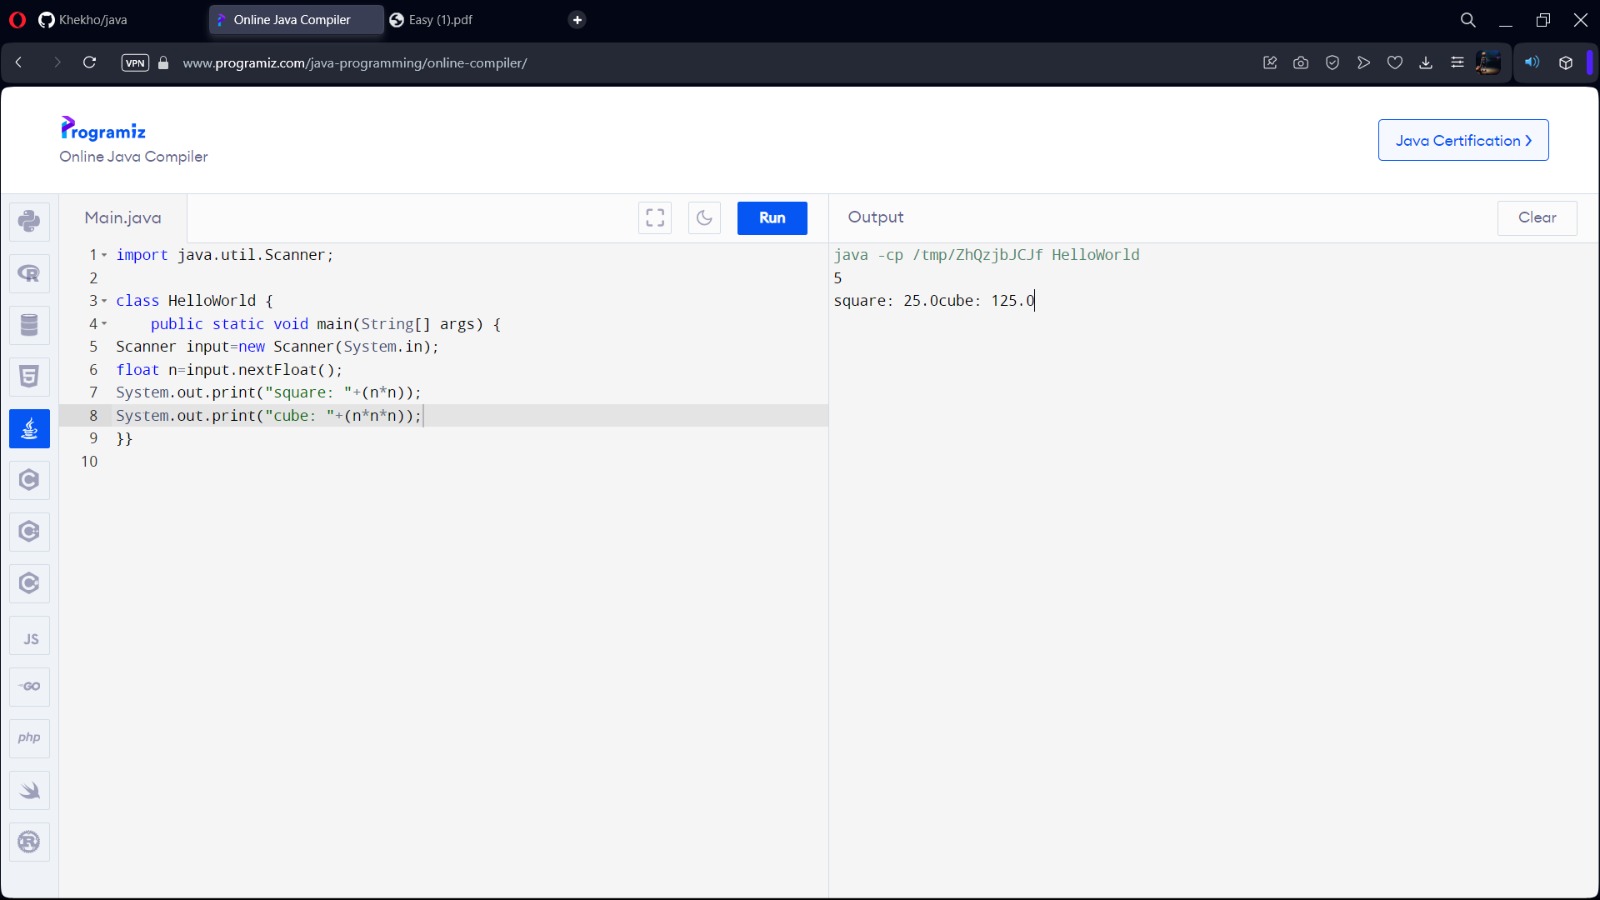 Khekho/java
Online Java Compiler
Easy (1).pdf
VPN
www.programiz.com/java-programming/online-compiler/
Programiz
Online Java Compiler
Java Certification
Main.java
Run
Output
Clear
1 import java.util.Scanner;
2
3 class HelloWorld {
4     public static void main(String[] args) {
5 Scanner input=new Scanner(System.in);
6 float n=input.nextFloat();
7 System.out.print("square: "+(n*n));
8 System.out.print("cube: "+(n*n*n));
9 }}
10
java -cp /tmp/ZhQzjbJCJf HelloWorld
5
square: 25.0cube: 125.0
R
5
C
C
C
JS
GO
php
R